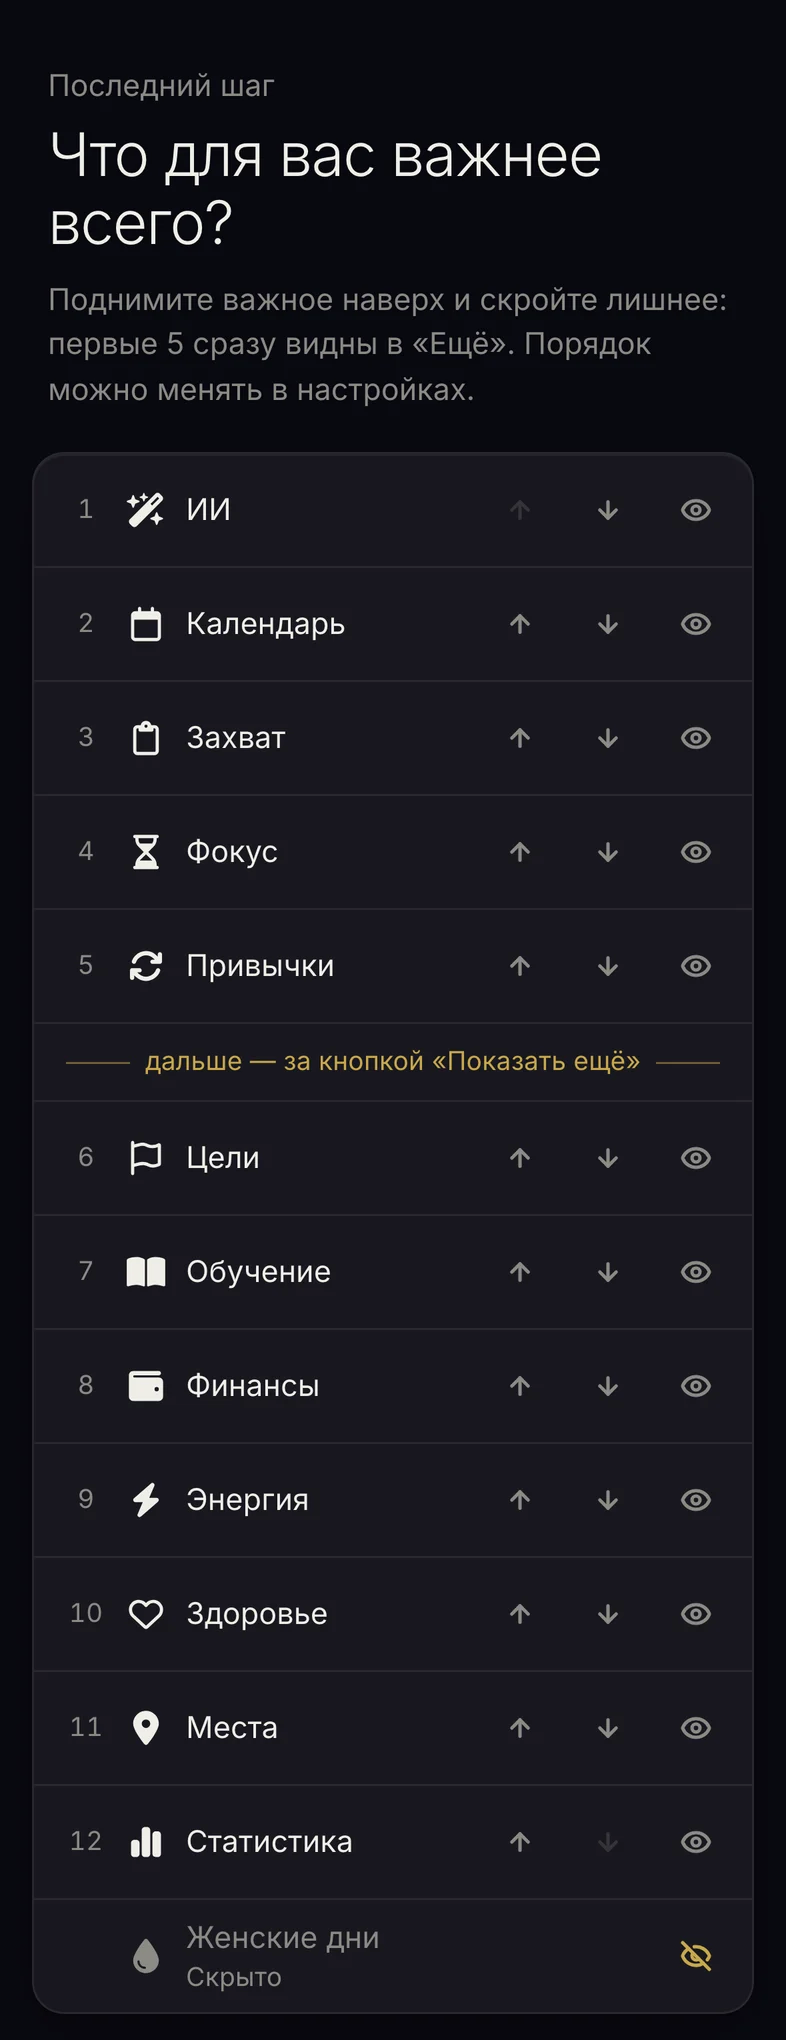 Последний шаг
Что для вас важнее
всего?
Поднимите важное наверх и скройте лишнее:
первые 5 сразу видны в «Ещё». Порядок
можно менять в настройках.
1 ИИ
2 Календарь
3 Захват
4 Фокус
5 Привычки
дальше — за кнопкой «Показать ещё»
6 Цели
7 Обучение
8 Финансы
9 Энергия
10 Здоровье
11 Места
12 Статистика
Женские дни
Скрыто